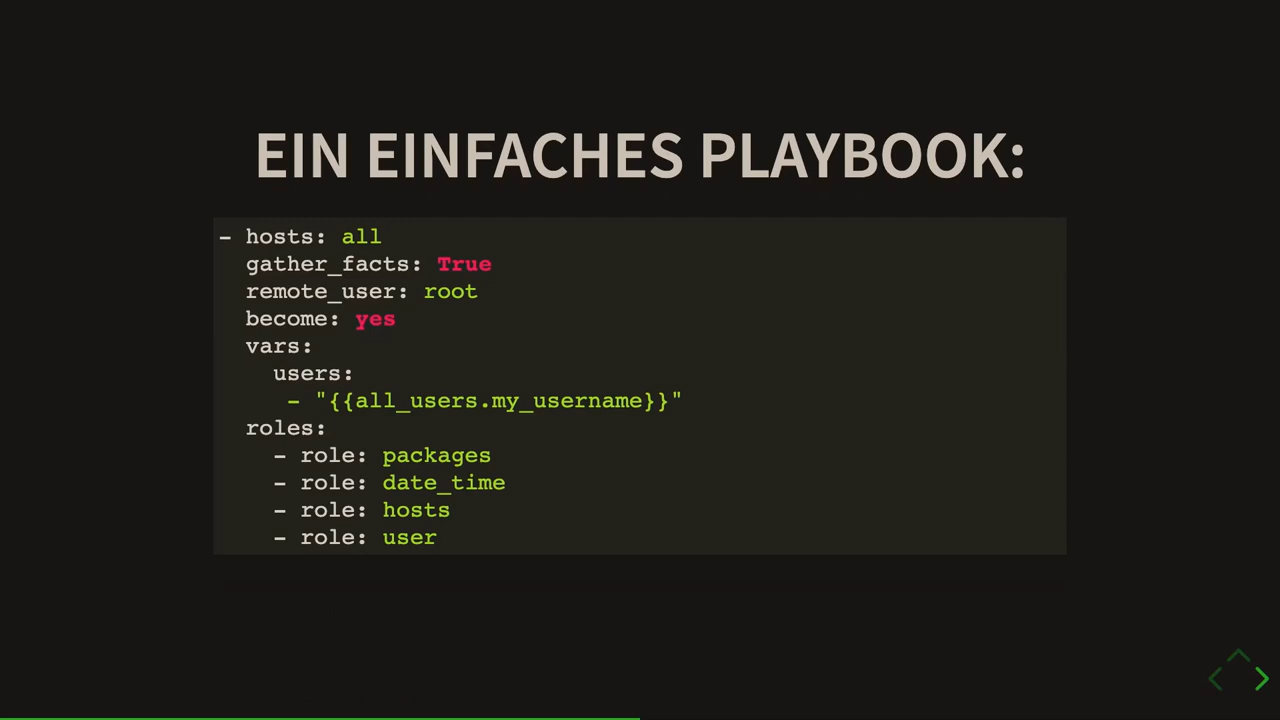 EIN EINFACHES PLAYBOOK:
- hosts: all
  gather_facts: True
  remote_user: root
  become: yes
  vars:
    users:
     - "{{all_users.my_username}}"
  roles:
    - role: packages
    - role: date_time
    - role: hosts
    - role: user